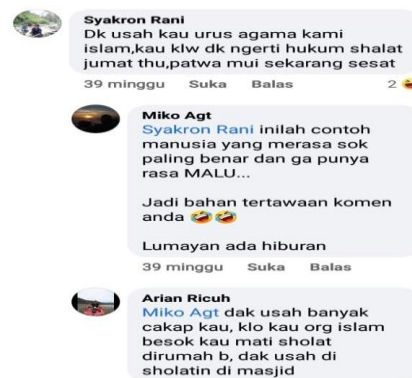 Syakron Rani
Dk usah kau urus agama kami
islam,kau klw dk ngerti hukum shalat
jumat thu,patwa mui sekarang sesat
39 minggu Suka Balas 2 😆
Miko Agt
Syakron Rani inilah contoh
manusia yang merasa sok
paling benar dan ga punya
rasa MALU...
Jadi bahan tertawaan komen
anda 🤣🤣
Lumayan ada hiburan
39 minggu Suka Balas
Arian Ricuh
Miko Agt dak usah banyak
cakap kau, klo kau org islam
besok kau mati sholat
dirumah b, dak usah di
sholatin di masjid